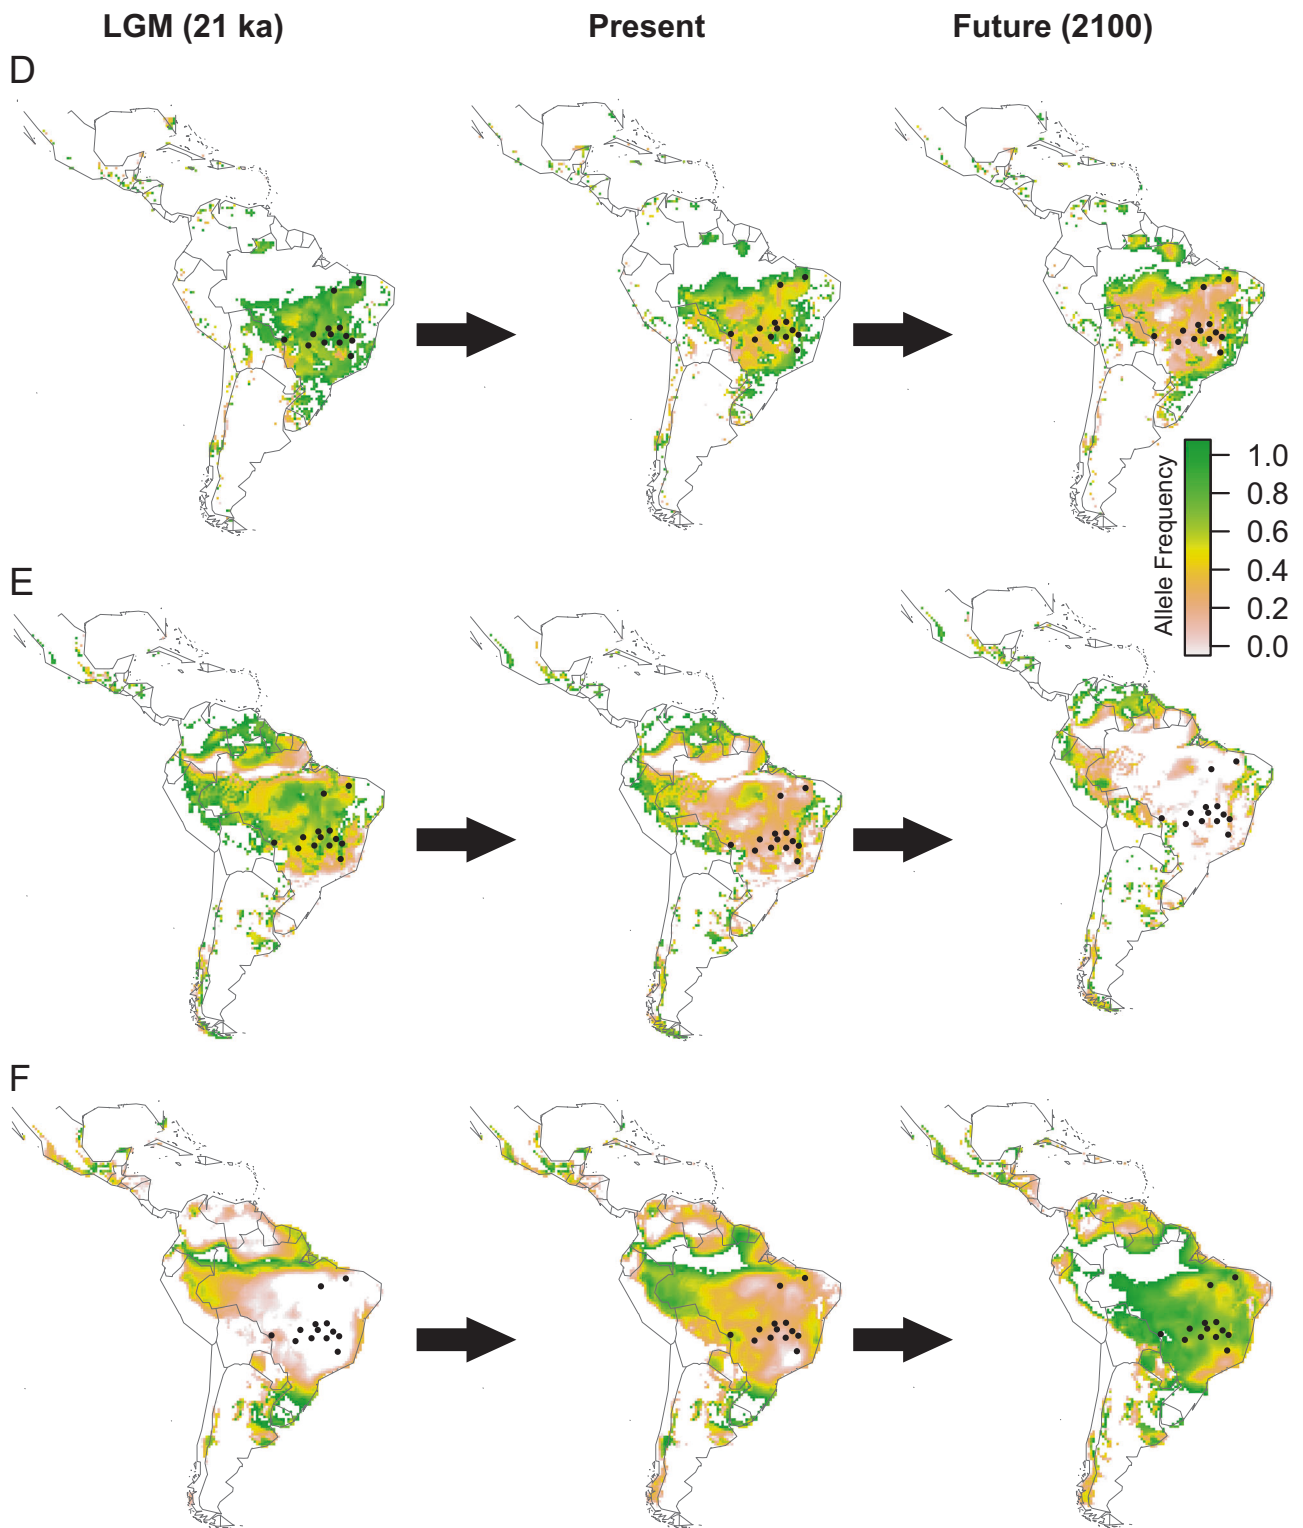 LGM (21 ka)
Present
Future (2100)
D
Allele Frequency
1.0
0.8
0.6
0.4
0.2
0.0
E
F